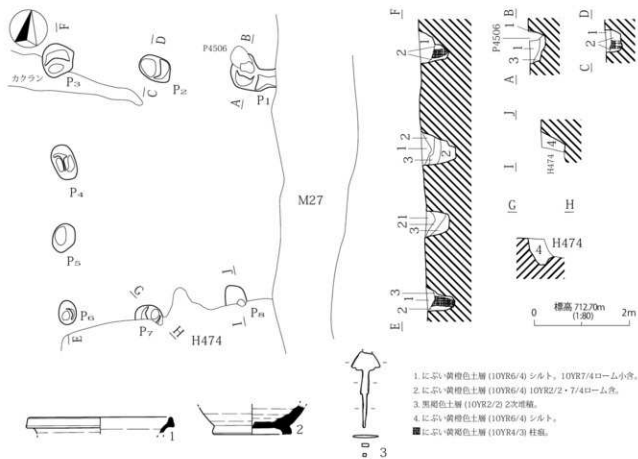 F
カクラン
P3
D
C
P2
P4506
B
A
P1
P4
P5
M27
P6
E
G
P7
H
H474
J
I
P8
F
2
2
1
3
2
21
3
3
1
2
E
B
P4506
1
1
3
A
D
1
2
C
J
4
H474
I
G
H
4
H474
標高 712.70m
0 (1:80) 2m
1. にぶい黄橙色土層 (10YR6/4) シルト。10YR7/4ローム小含。
2. にぶい黄橙色土層 (10YR6/4) 10YR2/2・7/4ローム含。
3. 黒褐色土層 (10YR2/2) 2次堆積。
4. にぶい黄橙色土層 (10YR6/4) シルト。
にぶい黄褐色土層 (10YR4/3) 柱痕。
1
2
3